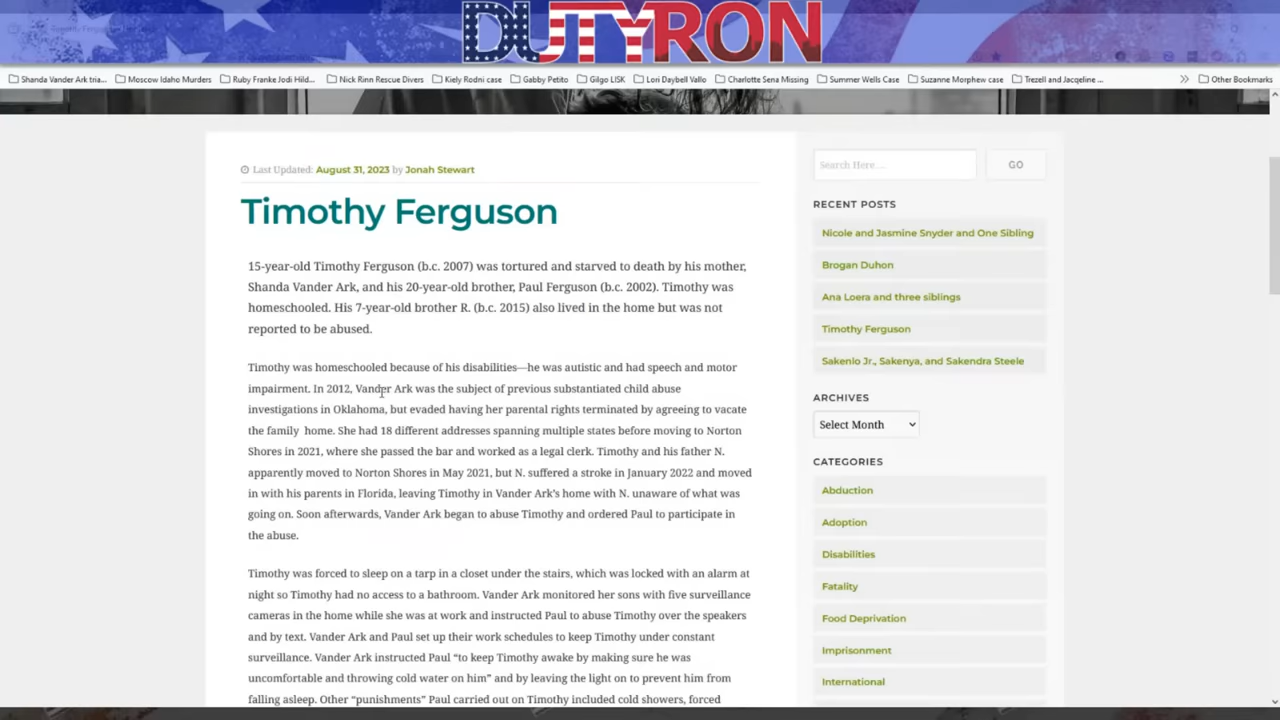 DUTYRON
Shanda Vander Ark tria... Moscow Idaho Murders Ruby Franke Jodi Hild... Nick Rinn Rescue Divers Kiely Rodni case Gabby Petito Gilgo LISK Lori Daybell Vallo Charlotte Sena Missing Summer Wells Case Suzanne Morphew case Trezell and Jacqeline ... Other Bookmarks
Last Updated: August 31, 2023 by Jonah Stewart
Timothy Ferguson
15-year-old Timothy Ferguson (b.c. 2007) was tortured and starved to death by his mother,
Shanda Vander Ark, and his 20-year-old brother, Paul Ferguson (b.c. 2002). Timothy was
homeschooled. His 7-year-old brother R. (b.c. 2015) also lived in the home but was not
reported to be abused.
Timothy was homeschooled because of his disabilities—he was autistic and had speech and motor
impairment. In 2012, Vander Ark was the subject of previous substantiated child abuse
investigations in Oklahoma, but evaded having her parental rights terminated by agreeing to vacate
the family home. She had 18 different addresses spanning multiple states before moving to Norton
Shores in 2021, where she passed the bar and worked as a legal clerk. Timothy and his father N.
apparently moved to Norton Shores in May 2021, but N. suffered a stroke in January 2022 and moved
in with his parents in Florida, leaving Timothy in Vander Ark's home with N. unaware of what was
going on. Soon afterwards, Vander Ark began to abuse Timothy and ordered Paul to participate in
the abuse.
Timothy was forced to sleep on a tarp in a closet under the stairs, which was locked with an alarm at
night so Timothy had no access to a bathroom. Vander Ark monitored her sons with five surveillance
cameras in the home while she was at work and instructed Paul to abuse Timothy over the speakers
and by text. Vander Ark and Paul set up their work schedules to keep Timothy under constant
surveillance. Vander Ark instructed Paul "to keep Timothy awake by making sure he was
uncomfortable and throwing cold water on him" and by leaving the light on to prevent him from
falling asleep. Other "punishments" Paul carried out on Timothy included cold showers, forced
Search Here...
GO
RECENT POSTS
Nicole and Jasmine Snyder and One Sibling
Brogan Duhon
Ana Loera and three siblings
Timothy Ferguson
Sakenlo Jr., Sakenya, and Sakendra Steele
ARCHIVES
Select Month
CATEGORIES
Abduction
Adoption
Disabilities
Fatality
Food Deprivation
Imprisonment
International